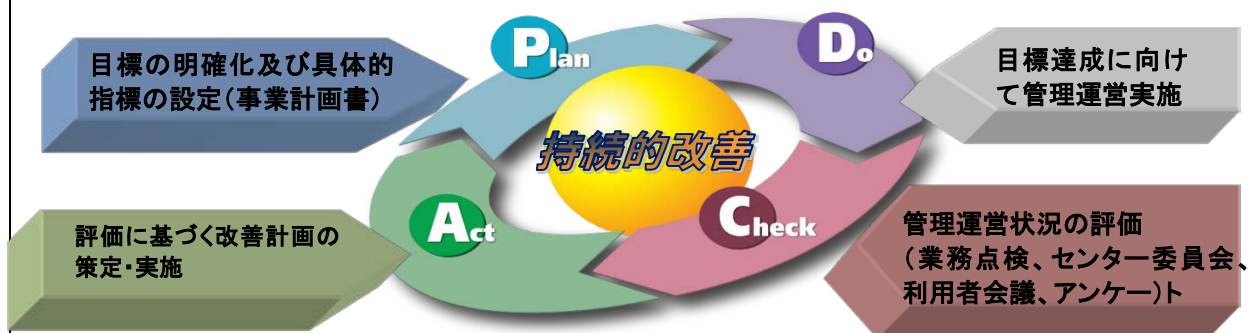 Plan
目標の明確化及び具体的
指標の設定(事業計画書)
Do
目標達成に向け
て管理運営実施
持続的改善
Act
評価に基づく改善計画の
策定・実施
Check
管理運営状況の評価
(業務点検、センター委員会、
利用者会議、アンケー)ト